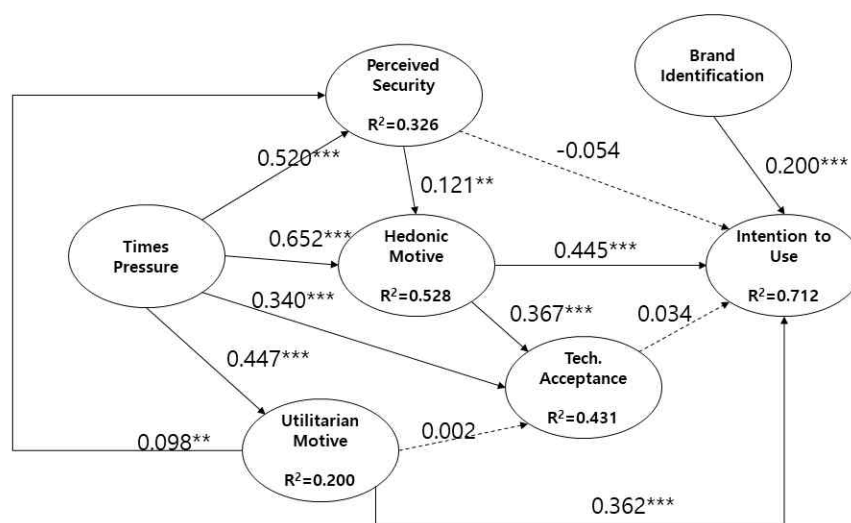 Perceived
Security
R²=0.326
Brand
Identification
0.520***
-0.054
0.200***
0.121**
Times
Pressure
0.652***
Hedonic
Motive
R²=0.528
0.445***
Intention to
Use
R²=0.712
0.340***
0.367***
0.034
0.447***
Tech.
Acceptance
R²=0.431
Utilitarian
Motive
R²=0.200
0.098**
0.002
0.362***